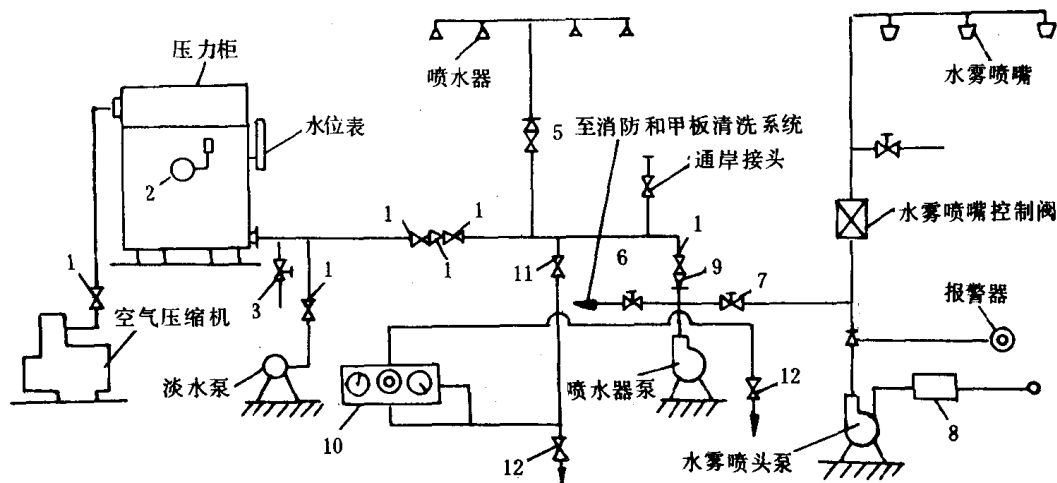 压力柜
喷水器
水雾喷嘴
水位表
5
至消防和甲板清洗系统
通岸接头
2
水雾喷嘴控制阀
1
1
1
1
6
11
9
1
3
1
7
空气压缩机
报警器
淡水泵
喷水器泵
12
10
12
水雾喷头泵
8